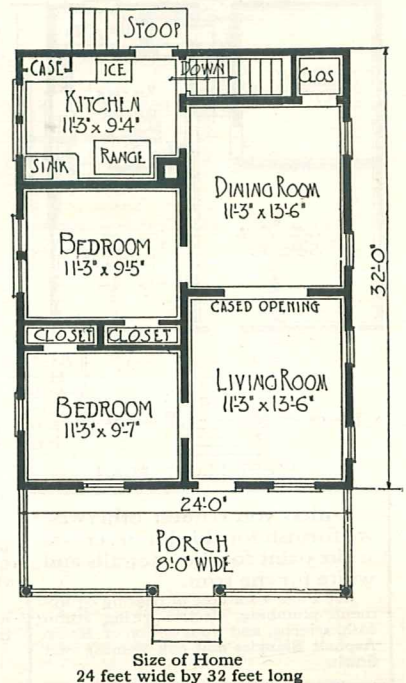 STOOP
CASE
ICE
DOWN
CLOS
KITCHEN
11'-3" x 9'-4"
SINK
RANGE
DINING ROOM
11'-3" x 13'-6"
BEDROOM
11'-3" x 9'-5"
32'-0"
CASED OPENING
CLOSET
CLOSET
LIVING ROOM
11'-3" x 13'-6"
BEDROOM
11'-3" x 9'-7"
24'-0"
PORCH
8'-0" WIDE
Size of Home
24 feet wide by 32 feet long